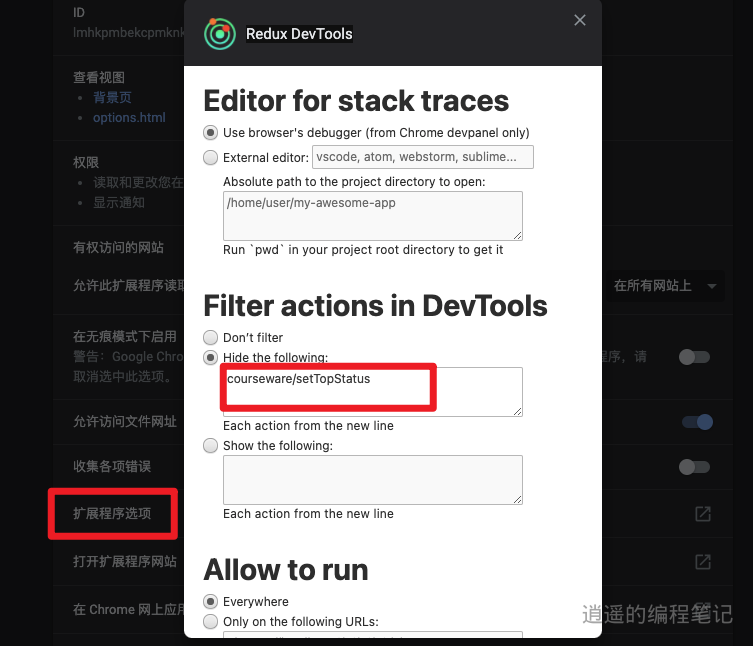 ID
lmhkpmbekcpmknk
Redux DevTools
查看视图
背景页
options.html
权限
读取和更改您在
显示通知
有权访问的网站
允许此扩展程序读取
在所有网站上
在无痕模式下启用
警告：Google Chro
程序，请
取消选中此选项。
允许访问文件网址
收集各项错误
扩展程序选项
打开扩展程序网站
在 Chrome 网上应用
Editor for stack traces
Use browser's debugger (from Chrome devpanel only)
External editor: vscode, atom, webstorm, sublime...
Absolute path to the project directory to open:
/home/user/my-awesome-app
Run `pwd` in your project root directory to get it
Filter actions in DevTools
Don't filter
Hide the following:
courseware/setTopStatus
Each action from the new line
Show the following:
Each action from the new line
Allow to run
Everywhere
Only on the following URLs:
逍遥的编程笔记